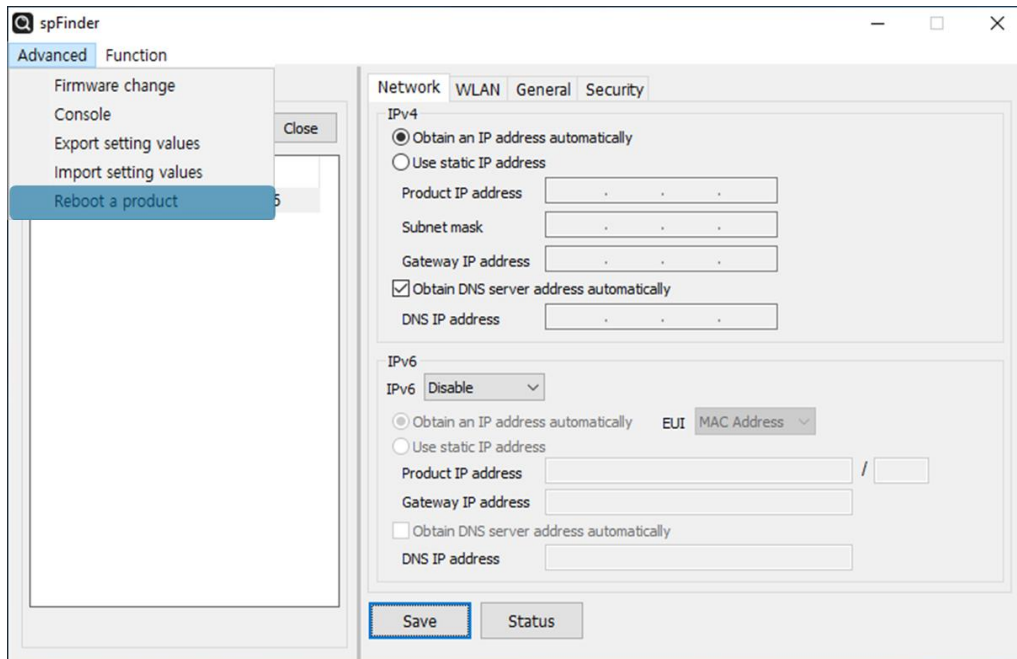 spFinder
Advanced Function
Firmware change
Console
Export setting values
Import setting values
Reboot a product
Close
Network WLAN General Security
IPv4
Obtain an IP address automatically
Use static IP address
Product IP address . . .
Subnet mask . . .
Gateway IP address . . .
Obtain DNS server address automatically
DNS IP address . . .
IPv6
IPv6 Disable
Obtain an IP address automatically EUI MAC Address
Use static IP address
Product IP address /
Gateway IP address
Obtain DNS server address automatically
DNS IP address
Save Status